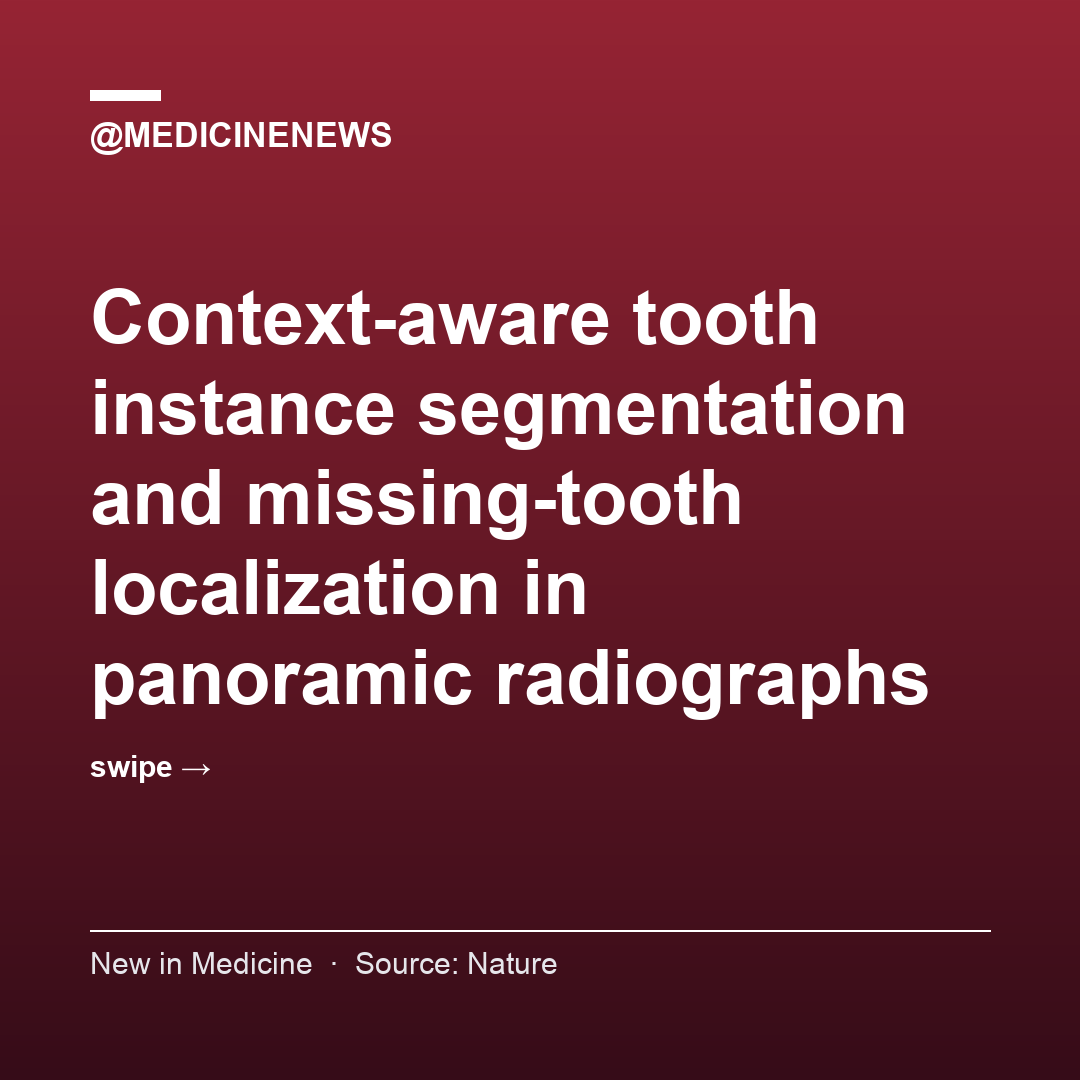 @MEDICINENEWS
Context-aware tooth
instance segmentation
and missing-tooth
localization in
panoramic radiographs
swipe →
New in Medicine · Source: Nature